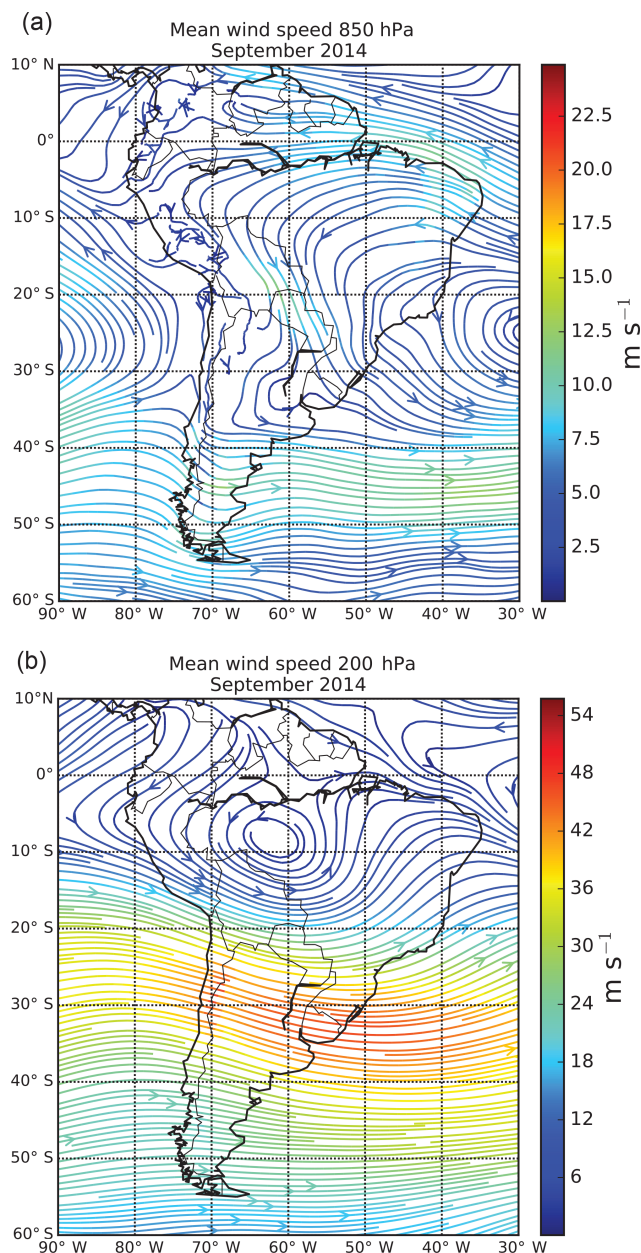 (a)
Mean wind speed 850 hPa
September 2014
10° N
0°
10° S
20° S
30° S
40° S
50° S
60° S
90° W 80° W 70° W 60° W 50° W 40° W 30° W
22.5
20.0
17.5
15.0
12.5
10.0
7.5
5.0
2.5
m s⁻¹
(b)
Mean wind speed 200 hPa
September 2014
10°N
0°
10° S
20° S
30° S
40° S
50° S
60° S
90° W 80° W 70° W 60° W 50° W 40° W 30° W
54
48
42
36
30
24
18
12
6
m s⁻¹